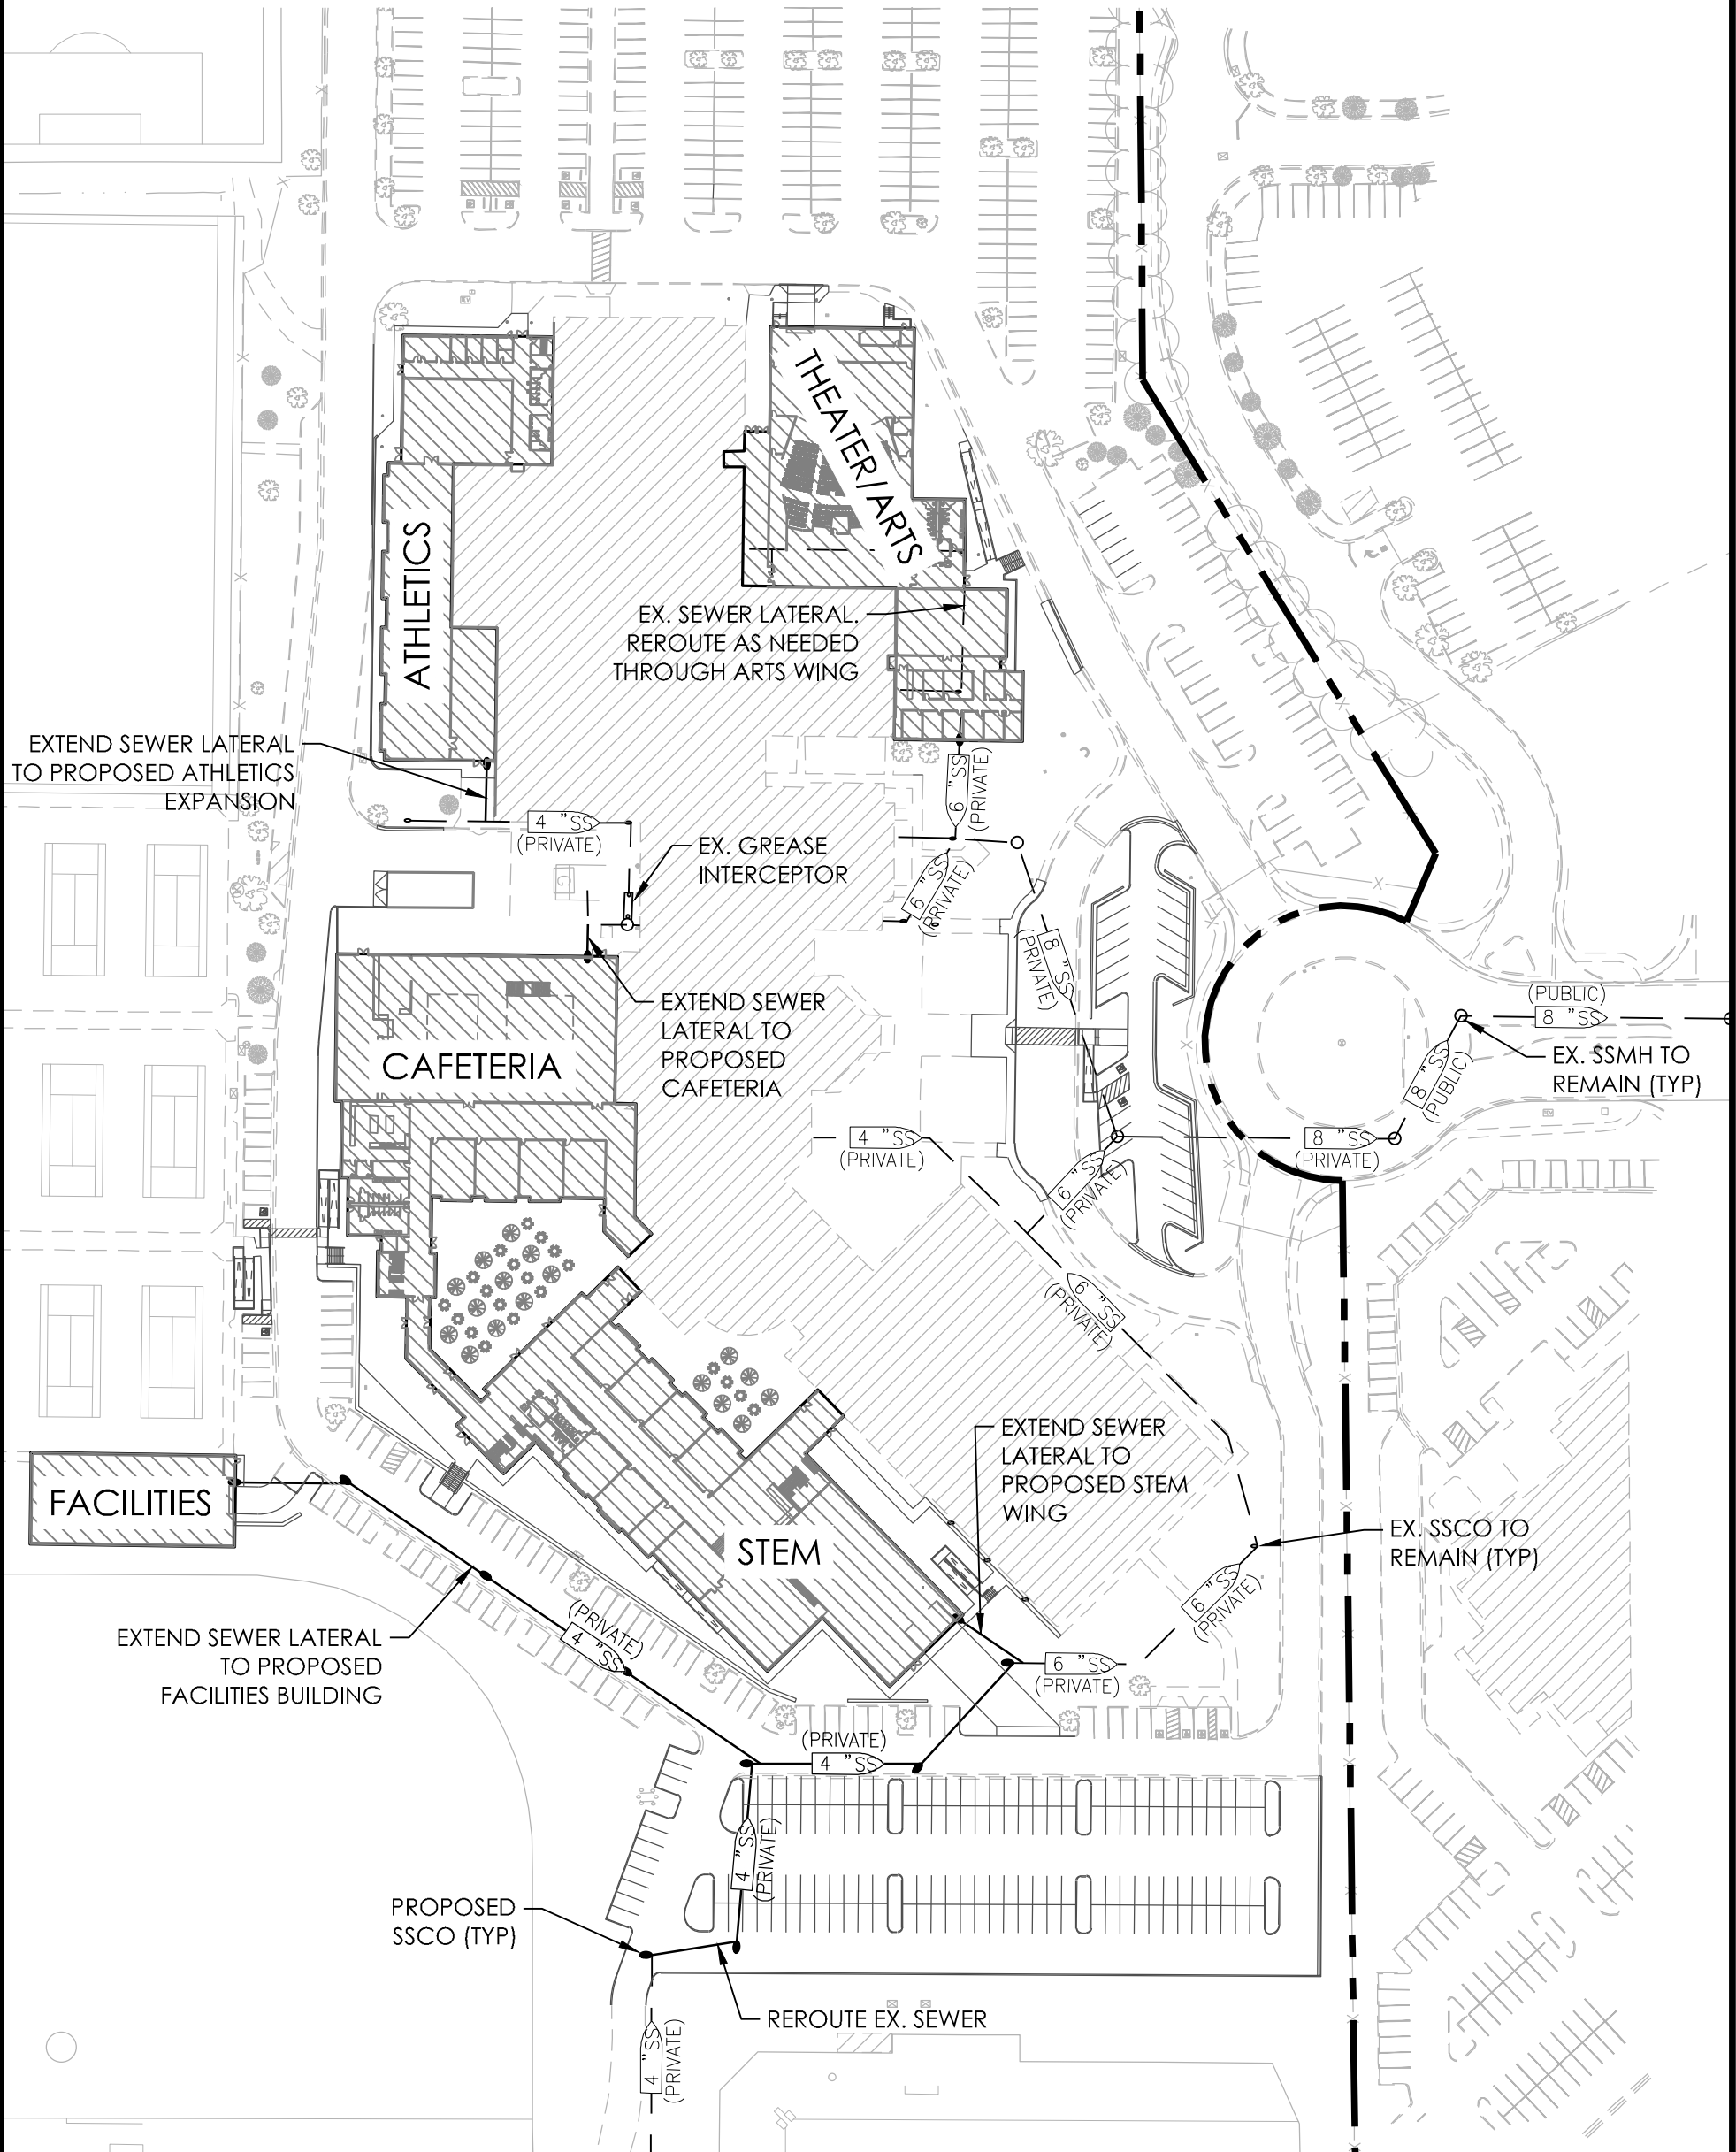 THEATER/ARTS
ATHLETICS
EX. SEWER LATERAL.
REROUTE AS NEEDED
THROUGH ARTS WING
EXTEND SEWER LATERAL
TO PROPOSED ATHLETICS
EXPANSION
6 "SS
(PRIVATE)
4 "SS
(PRIVATE)
EX. GREASE
INTERCEPTOR
6 "SS
(PRIVATE)
G
8 "SS
(PRIVATE)
EXTEND SEWER
LATERAL TO
PROPOSED
CAFETERIA
(PUBLIC)
8 "SS
CAFETERIA
EX. SSMH TO
REMAIN (TYP)
8 "SS
(PUBLIC)
4 "SS
(PRIVATE)
8 "SS
(PRIVATE)
6 "SS
(PRIVATE)
6 "SS
(PRIVATE)
EXTEND SEWER
LATERAL TO
PROPOSED STEM
WING
FACILITIES
STEM
EX. SSCO TO
REMAIN (TYP)
6 "SS
(PRIVATE)
EXTEND SEWER LATERAL
TO PROPOSED
FACILITIES BUILDING
(PRIVATE)
4 "SS
6 "SS
(PRIVATE)
(PRIVATE)
4 "SS
4 "SS
(PRIVATE)
PROPOSED
SSCO (TYP)
REROUTE EX. SEWER
4 "SS
(PRIVATE)